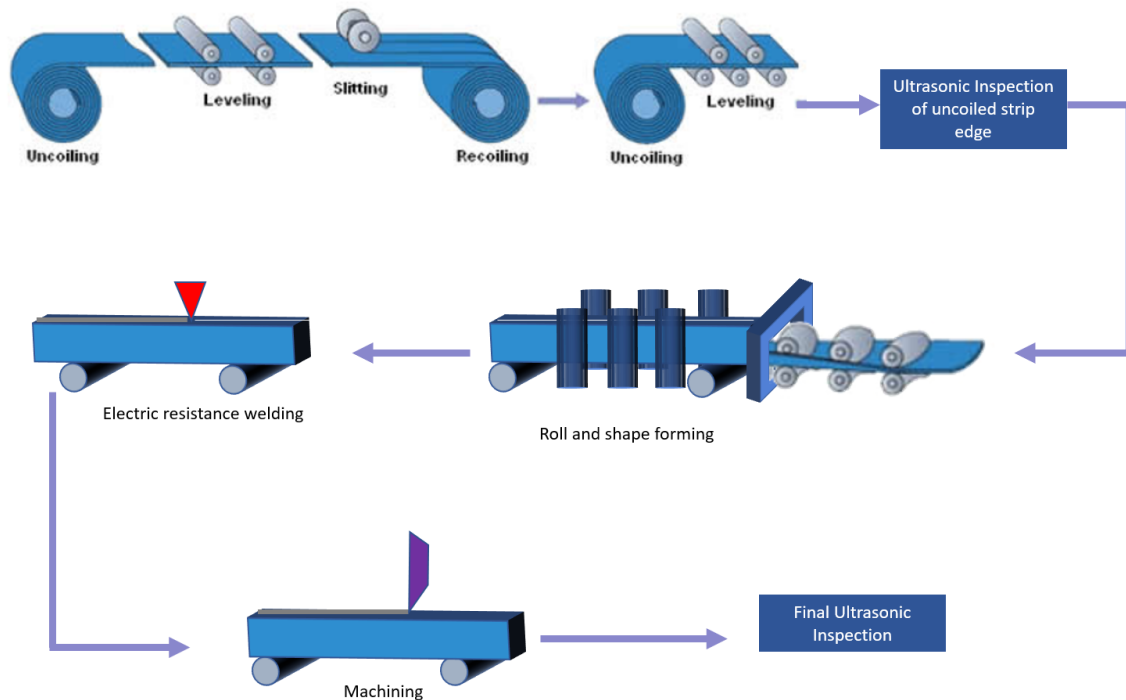 Leveling
Slitting
Uncoiling
Recoiling
Leveling
Uncoiling
Ultrasonic Inspection
of uncoiled strip
edge
Electric resistance welding
Roll and shape forming
Machining
Final Ultrasonic
Inspection